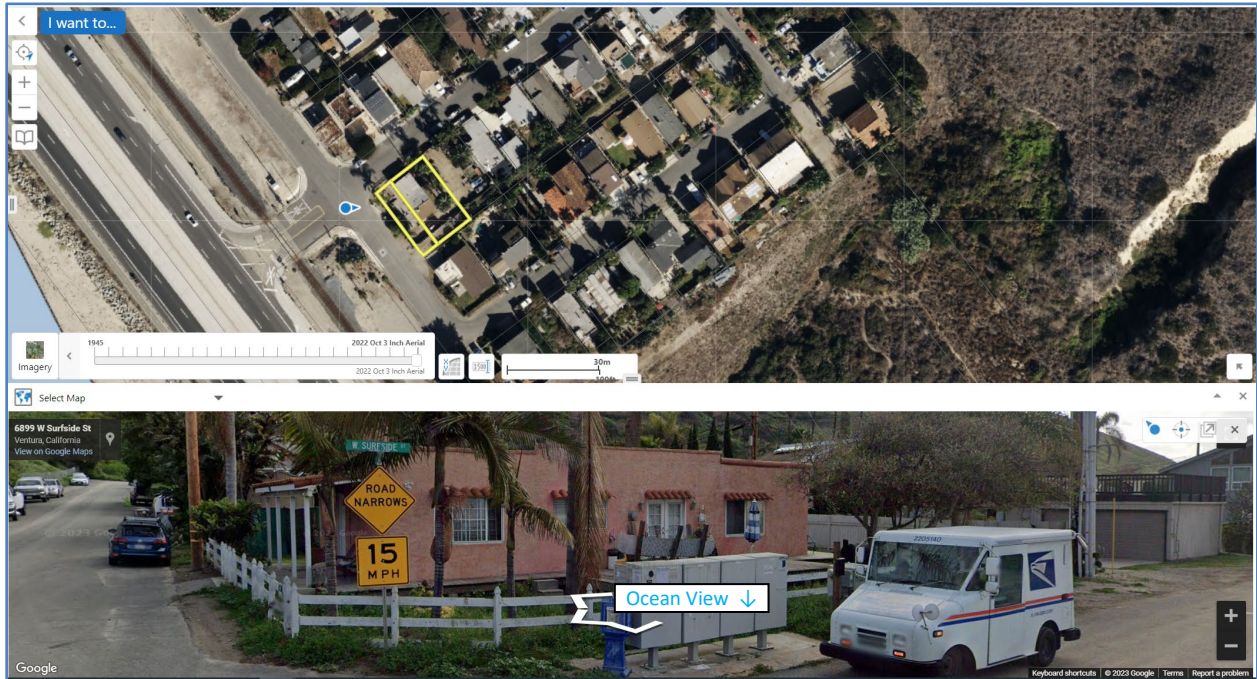 I want to...
1945
2022 Oct 3 Inch Aerial
2022 Oct 3 Inch Aerial
Imagery
30m
100ft
Select Map
6899 W Surfside St
Ventura, California
View on Google Maps
W. SURFSIDE ST
ROAD
NARROWS
15
MPH
2205140
Ocean View ↓
Google
Keyboard shortcuts
© 2023 Google
Terms
Report a problem